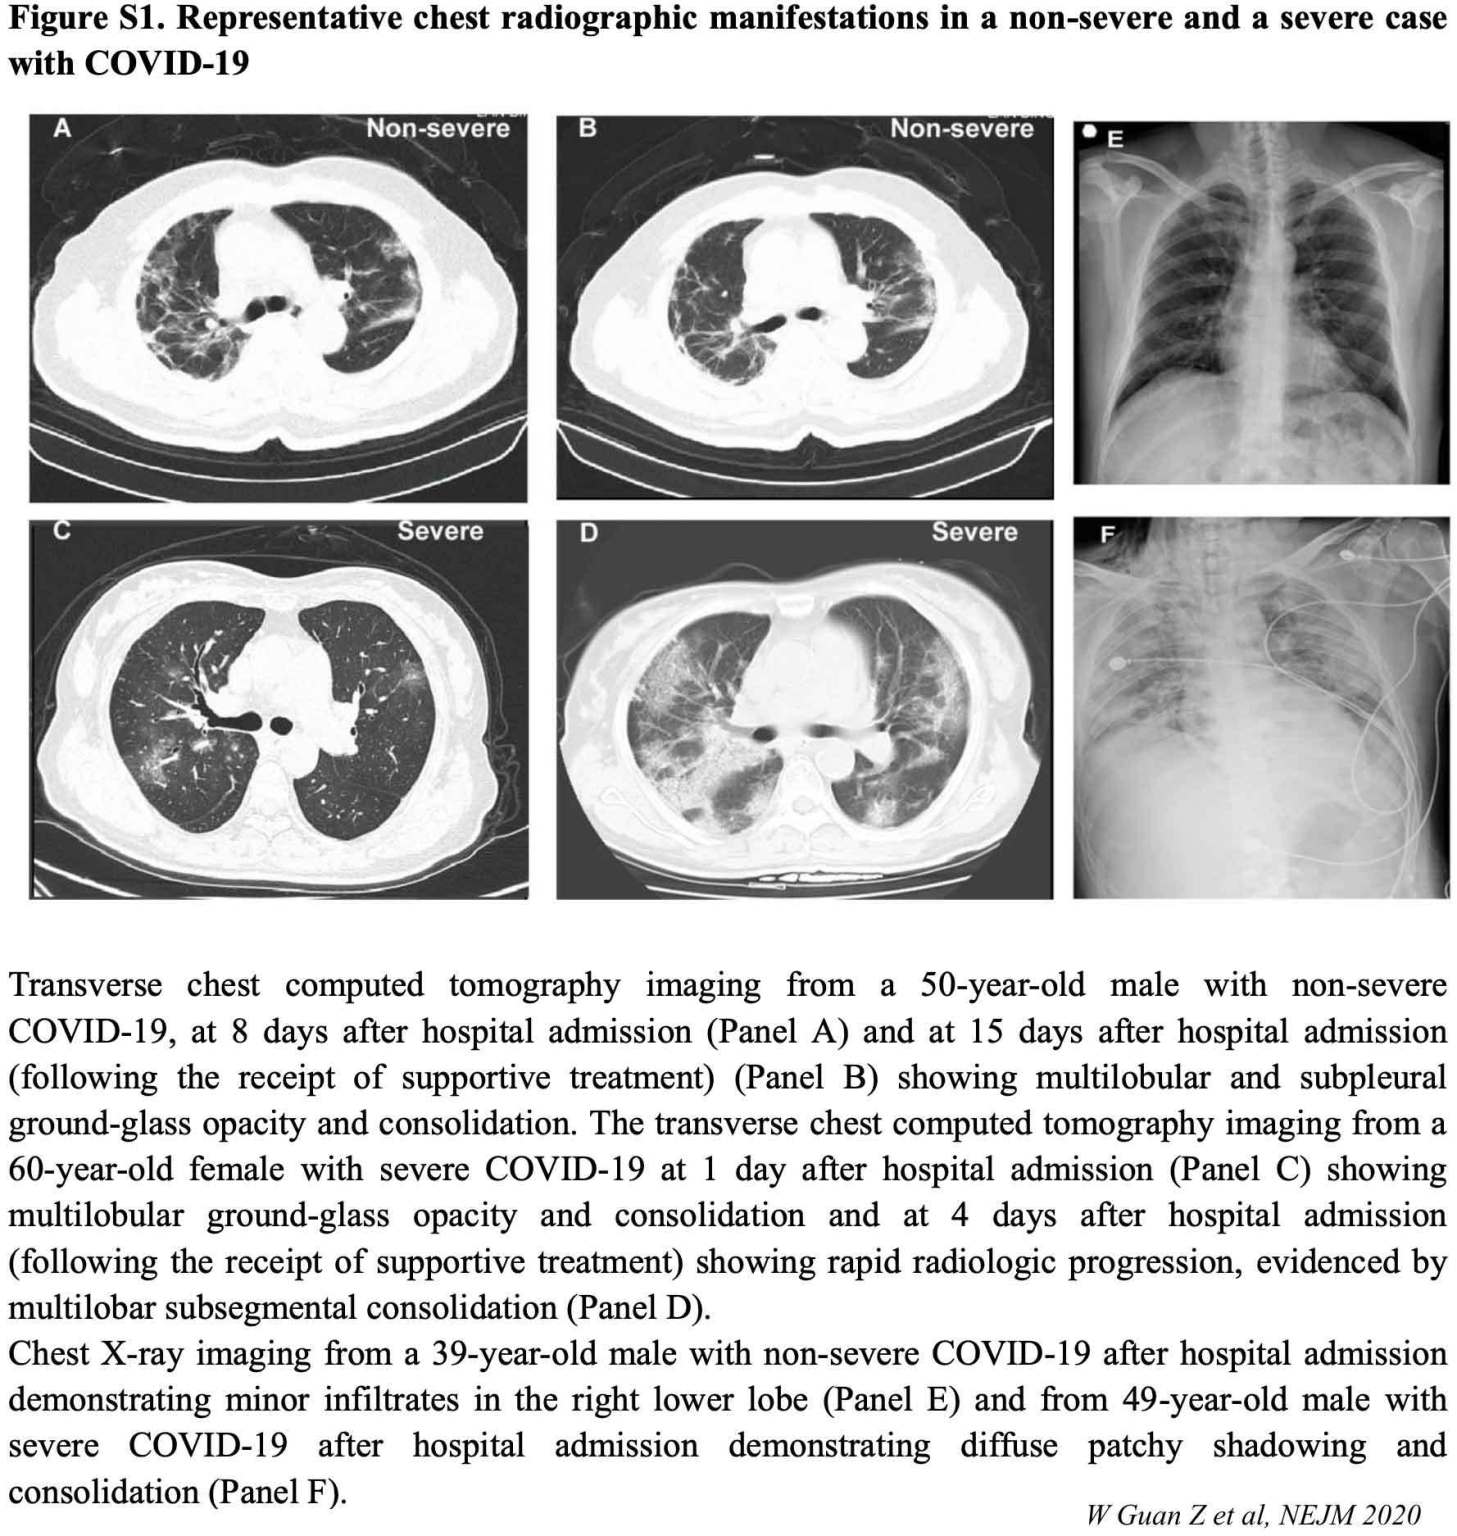 Figure S1. Representative chest radiographic manifestations in a non-severe and a severe case
with COVID-19
A Non-severe
B Non-severe
E
C Severe
D Severe
F
Transverse chest computed tomography imaging from a 50-year-old male with non-severe
COVID-19, at 8 days after hospital admission (Panel A) and at 15 days after hospital admission
(following the receipt of supportive treatment) (Panel B) showing multilobular and subpleural
ground-glass opacity and consolidation. The transverse chest computed tomography imaging from a
60-year-old female with severe COVID-19 at 1 day after hospital admission (Panel C) showing
multilobular ground-glass opacity and consolidation and at 4 days after hospital admission
(following the receipt of supportive treatment) showing rapid radiologic progression, evidenced by
multilobar subsegmental consolidation (Panel D).
Chest X-ray imaging from a 39-year-old male with non-severe COVID-19 after hospital admission
demonstrating minor infiltrates in the right lower lobe (Panel E) and from 49-year-old male with
severe COVID-19 after hospital admission demonstrating diffuse patchy shadowing and
consolidation (Panel F).
W Guan Z et al, NEJM 2020